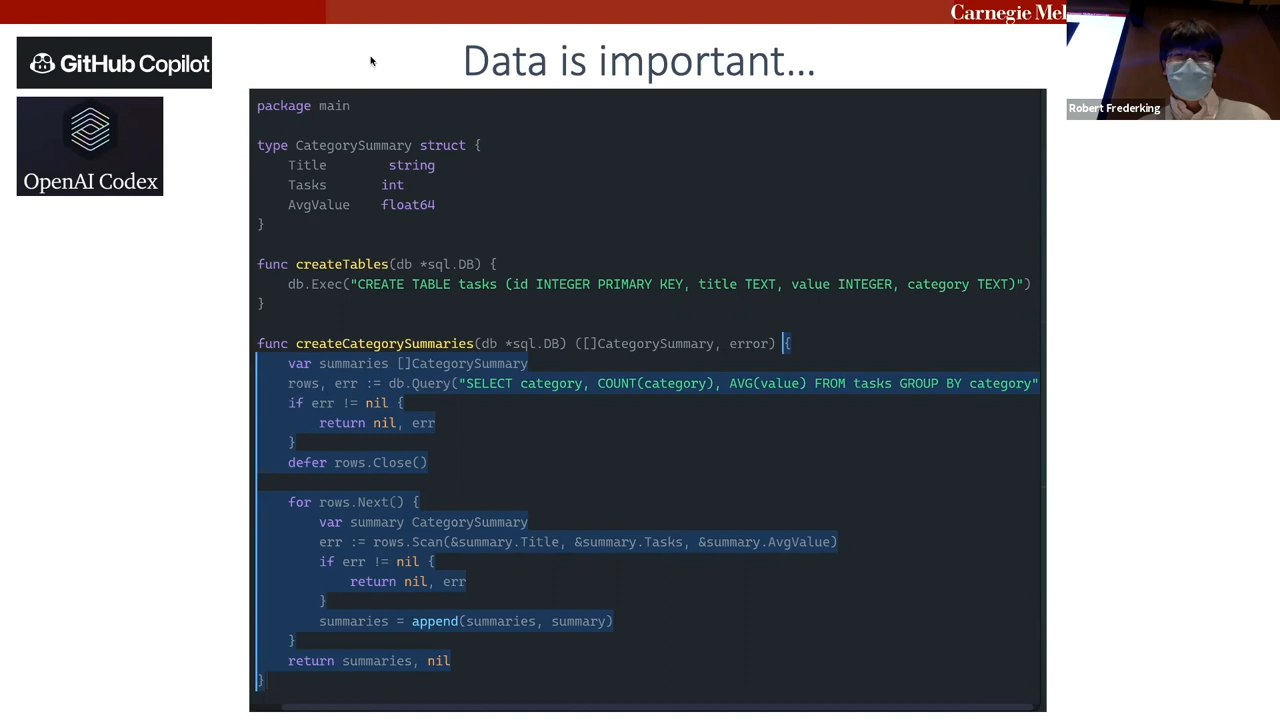 Carnegie Mel
GitHub Copilot
OpenAI Codex
Data is important...
Robert Frederking
package main
type CategorySummary struct {
    Title        string
    Tasks       int
    AvgValue    float64
}
func createTables(db *sql.DB) {
    db.Exec("CREATE TABLE tasks (id INTEGER PRIMARY KEY, title TEXT, value INTEGER, category TEXT)")
}
func createCategorySummaries(db *sql.DB) ([]CategorySummary, error) {
    var summaries []CategorySummary
    rows, err := db.Query("SELECT category, COUNT(category), AVG(value) FROM tasks GROUP BY category"
    if err != nil {
        return nil, err
    }
    defer rows.Close()
    for rows.Next() {
        var summary CategorySummary
        err := rows.Scan(&summary.Title, &summary.Tasks, &summary.AvgValue)
        if err != nil {
            return nil, err
        }
        summaries = append(summaries, summary)
    }
    return summaries, nil
}